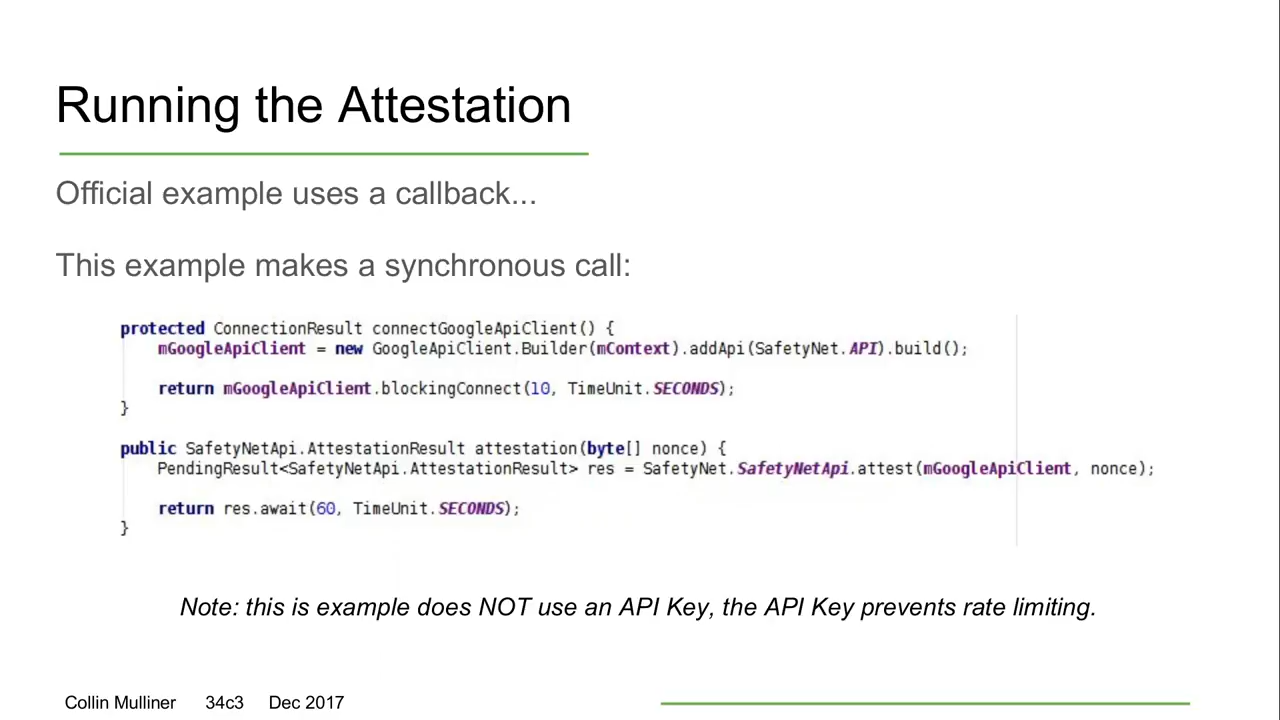 Running the Attestation
Official example uses a callback...
This example makes a synchronous call:
protected ConnectionResult connectGoogleApiClient() {
mGoogleApiClient = new GoogleApiClient.Builder(mContext).addApi(SafetyNet.API).build();
return mGoogleApiClient.blockingConnect(10, TimeUnit.SECONDS);
}
public SafetyNetApi.AttestationResult attestation(byte[] nonce) {
PendingResult<SafetyNetApi.AttestationResult> res = SafetyNet.SafetyNetApi.attest(mGoogleApiClient, nonce);
return res.await(60, TimeUnit.SECONDS);
}
Note: this is example does NOT use an API Key, the API Key prevents rate limiting.
Collin Mulliner 34c3 Dec 2017